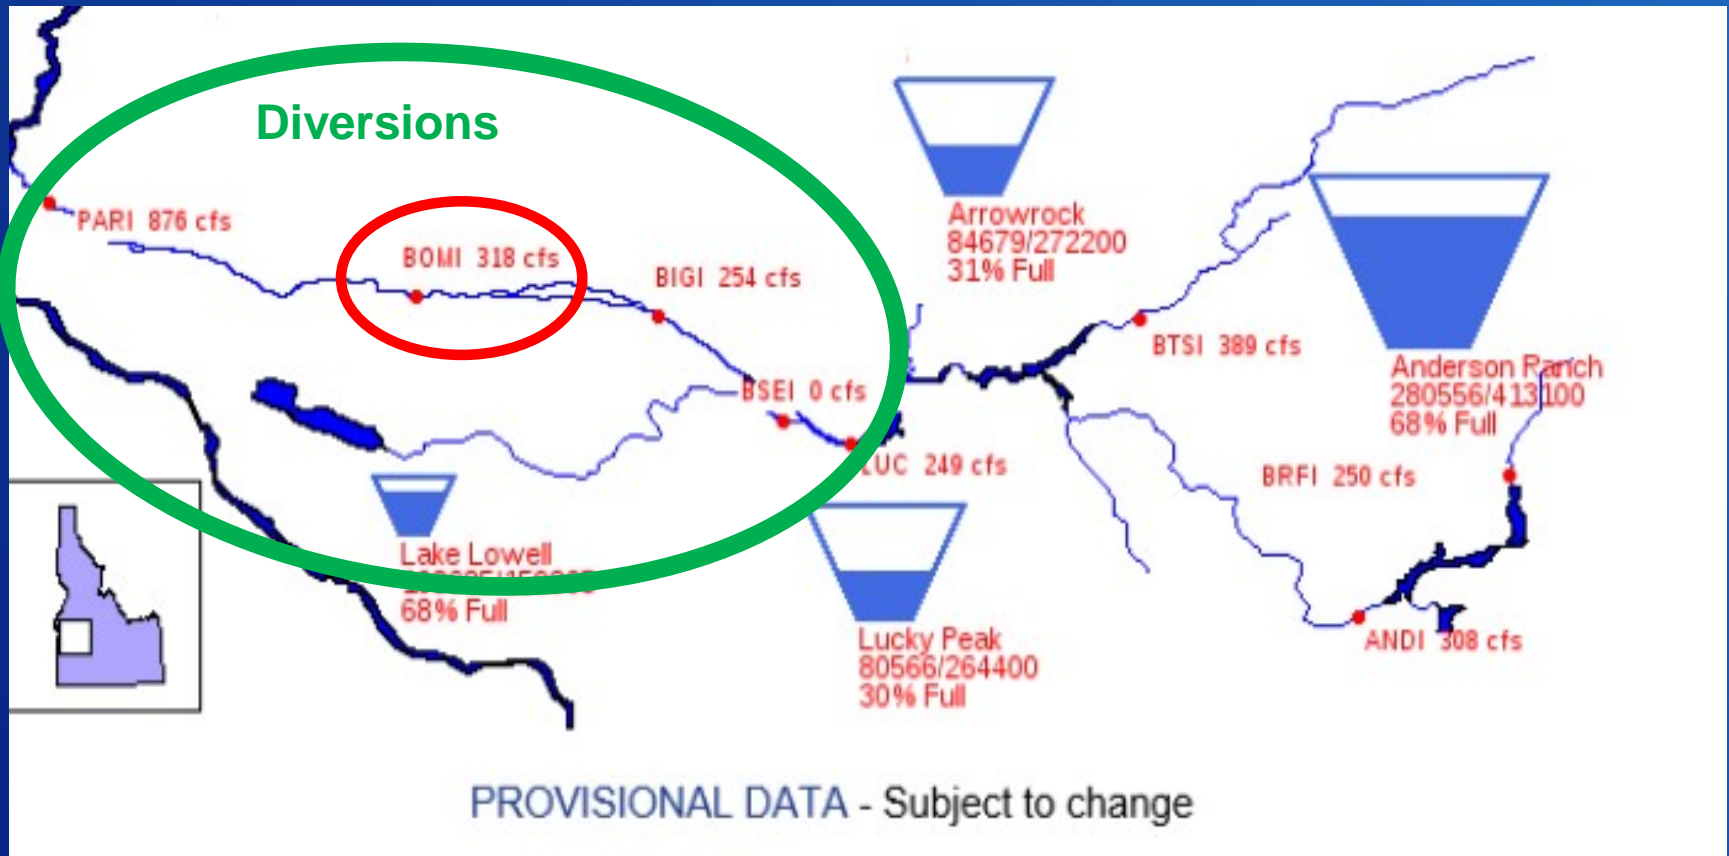 Diversions
PARI 876 cfs
BOMI 318 cfs
BIGI 254 cfs
Arrowrock
84679/272200
31% Full
BTSI 389 cfs
Anderson Ranch
280556/413100
68% Full
BSEI 0 cfs
LUC 249 cfs
BRFI 250 cfs
Lake Lowell
68% Full
Lucky Peak
80566/264400
30% Full
ANDI 308 cfs
PROVISIONAL DATA - Subject to change